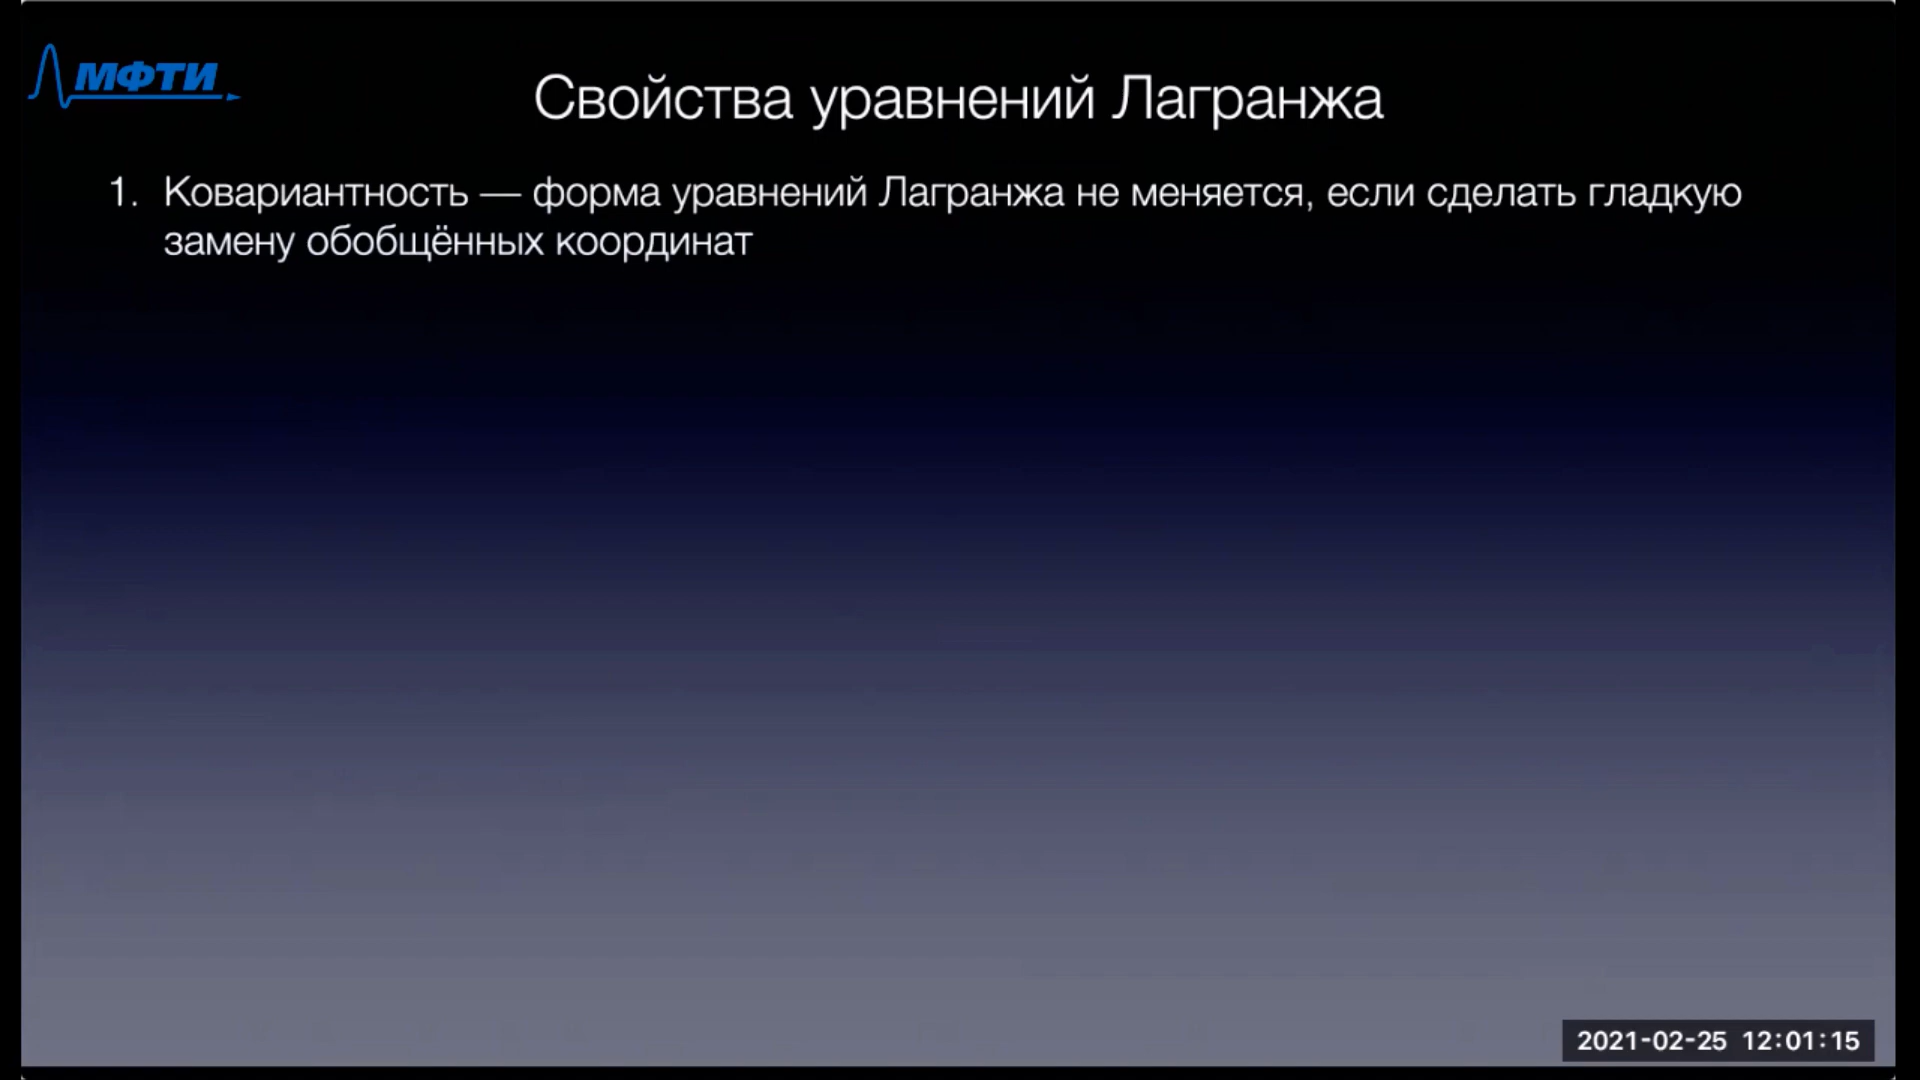 МФТИ
Свойства уравнений Лагранжа
1. Ковариантность — форма уравнений Лагранжа не меняется, если сделать гладкую
замену обобщённых координат
2021-02-25 12:01:15